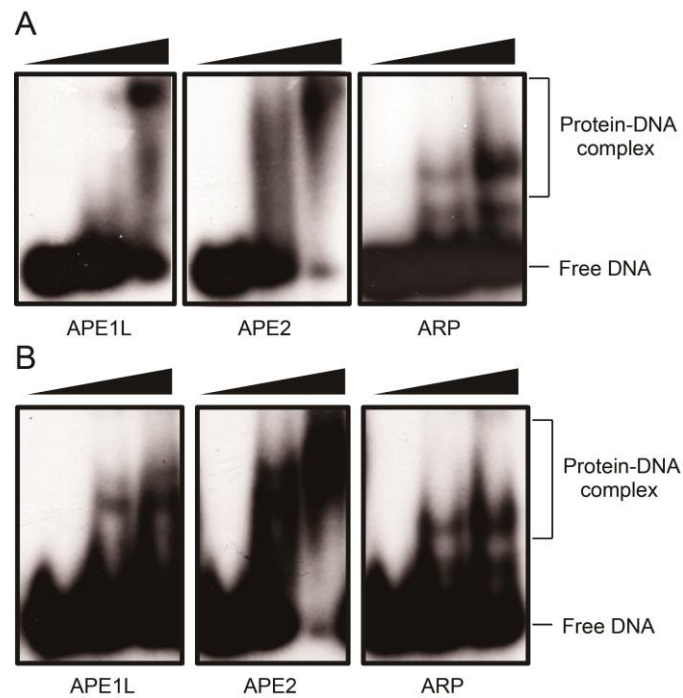 A
Protein-DNA
complex
Free DNA
APE1L
APE2
ARP
B
Protein-DNA
complex
Free DNA
APE1L
APE2
ARP